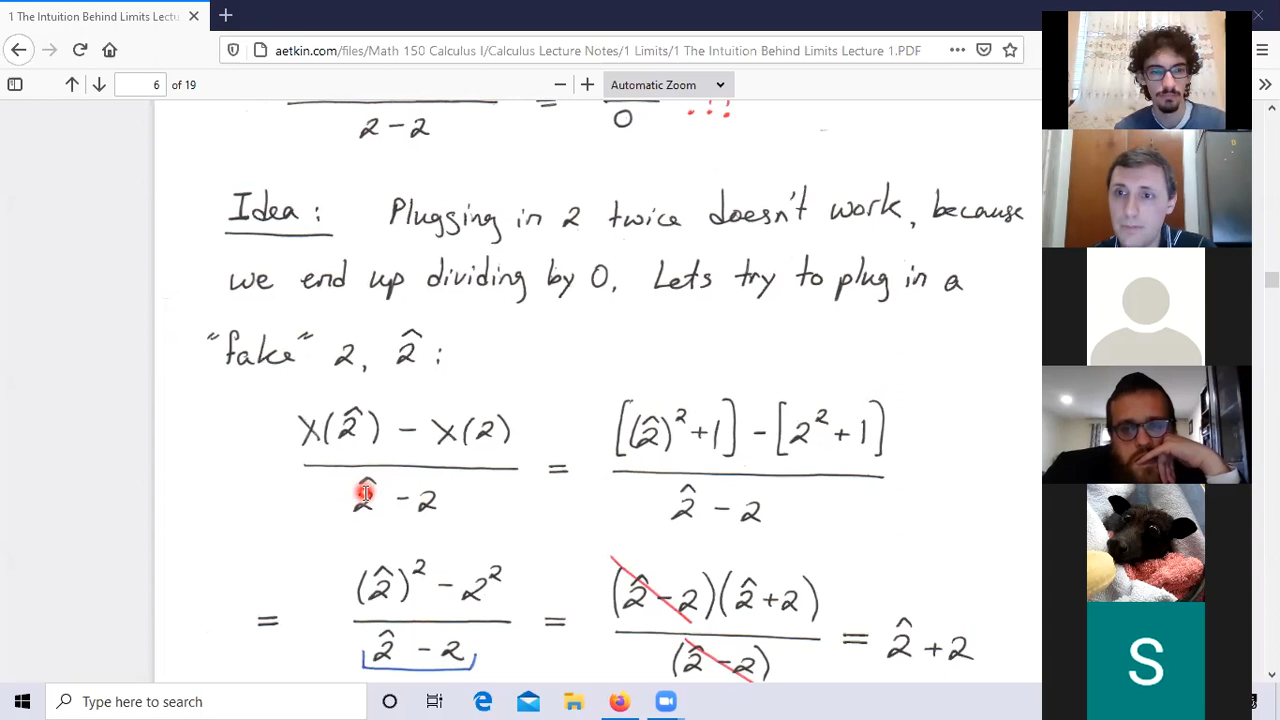 1 The Intuition Behind Limits Lectu
aetkin.com/files/Math 150 Calculus I/Calculus Lecture Notes/1 Limits/1 The Intuition Behind Limits Lecture 1.PDF
6 of 19
Automatic Zoom
2 - 2 = 0 !!!
Idea: Plugging in 2 twice doesn't work, because
we end up dividing by 0. Lets try to plug in a
"fake" 2, 2̂ :
X(2̂) - X(2) = [(2̂)² + 1] - [2² + 1]
2̂ - 2 2̂ - 2
= (2̂)² - 2² = (2̂ - 2)(2̂ + 2) = 2̂ + 2
2̂ - 2 (2̂ - 2)
S
Type here to search